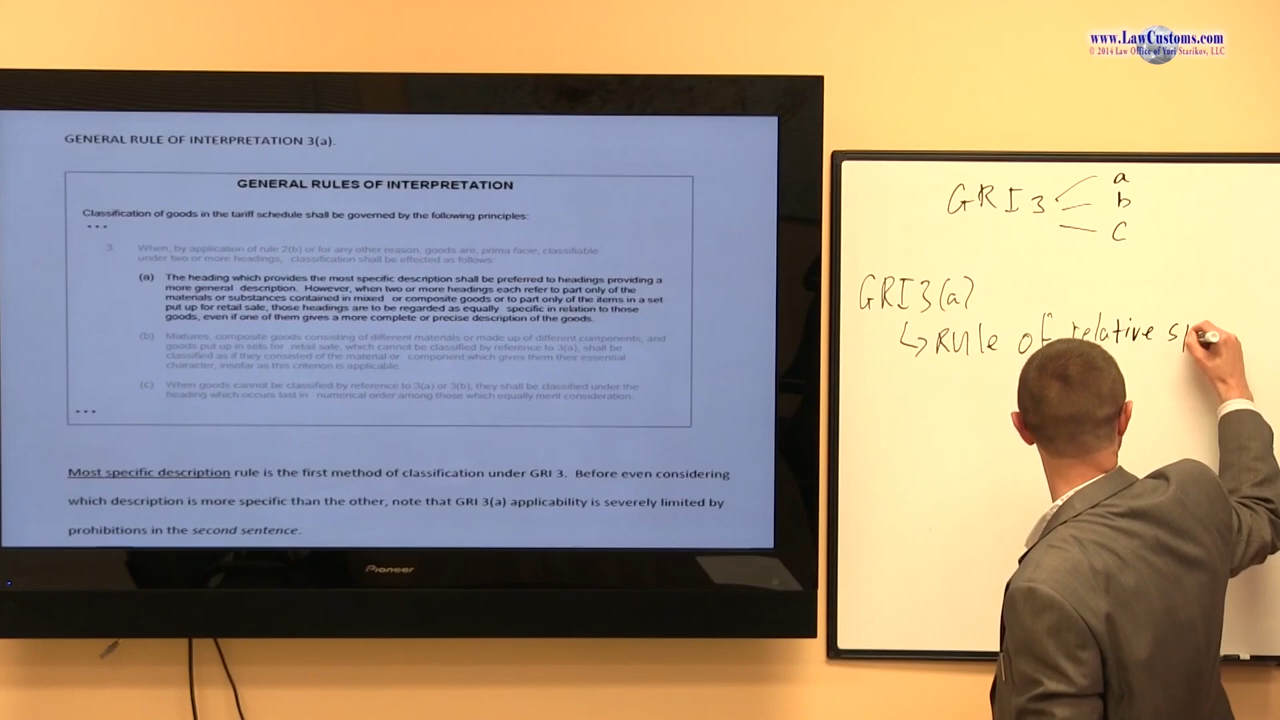 www.LawCustoms.com
© 2014 Law Office of Yuri Starikov, LLC
GENERAL RULE OF INTERPRETATION 3(a).
GENERAL RULES OF INTERPRETATION
Classification of goods in the tariff schedule shall be governed by the following principles:
* * *
3. When, by application of rule 2(b) or for any other reason, goods are, prima facie, classifiable
under two or more headings, classification shall be effected as follows:
(a) The heading which provides the most specific description shall be preferred to headings providing a
more general description. However, when two or more headings each refer to part only of the
materials or substances contained in mixed or composite goods or to part only of the items in a set
put up for retail sale, those headings are to be regarded as equally specific in relation to those
goods, even if one of them gives a more complete or precise description of the goods.
(b) Mixtures, composite goods consisting of different materials or made up of different components, and
goods put up in sets for retail sale, which cannot be classified by reference to 3(a), shall be
classified as if they consisted of the material or component which gives them their essential
character, insofar as this criterion is applicable.
(c) When goods cannot be classified by reference to 3(a) or 3(b), they shall be classified under the
heading which occurs last in numerical order among those which equally merit consideration.
* * *
Most specific description rule is the first method of classification under GRI 3. Before even considering
which description is more specific than the other, note that GRI 3(a) applicability is severely limited by
prohibitions in the second sentence.
Pioneer
GRI 3 a
b
c
GRI 3(a)
Rule of relative sp